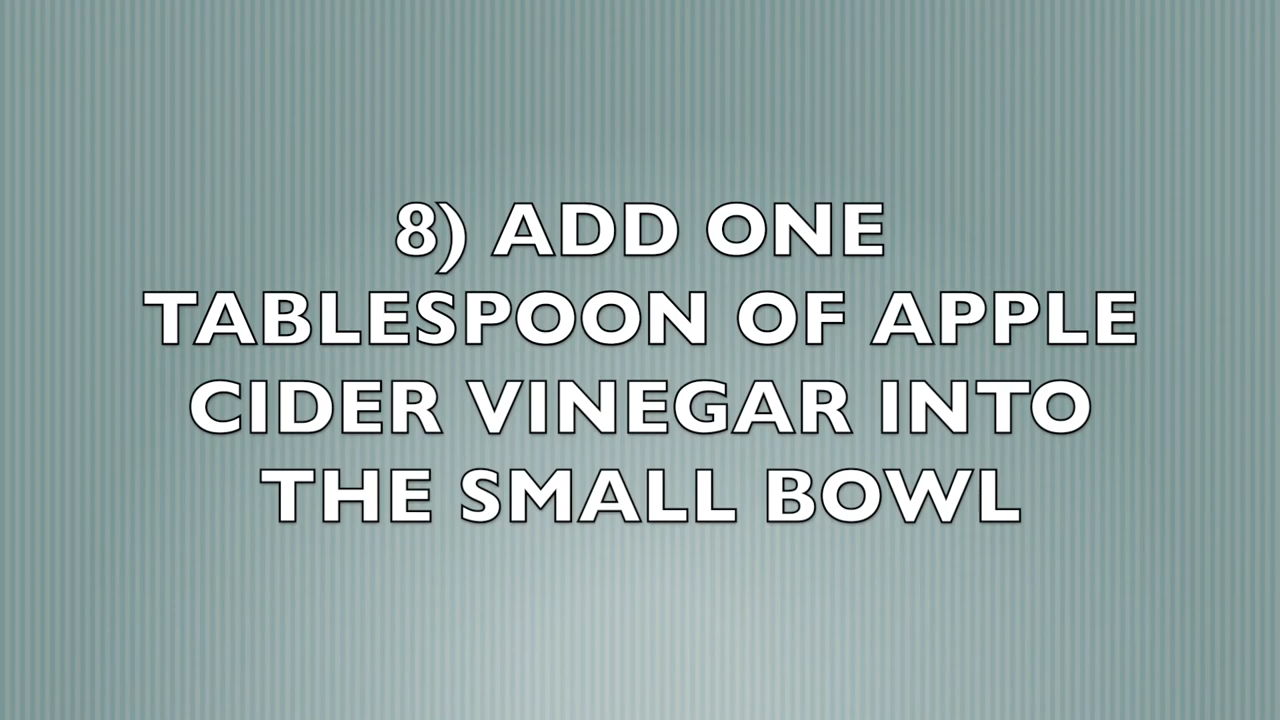 8) ADD ONE
TABLESPOON OF APPLE
CIDER VINEGAR INTO
THE SMALL BOWL